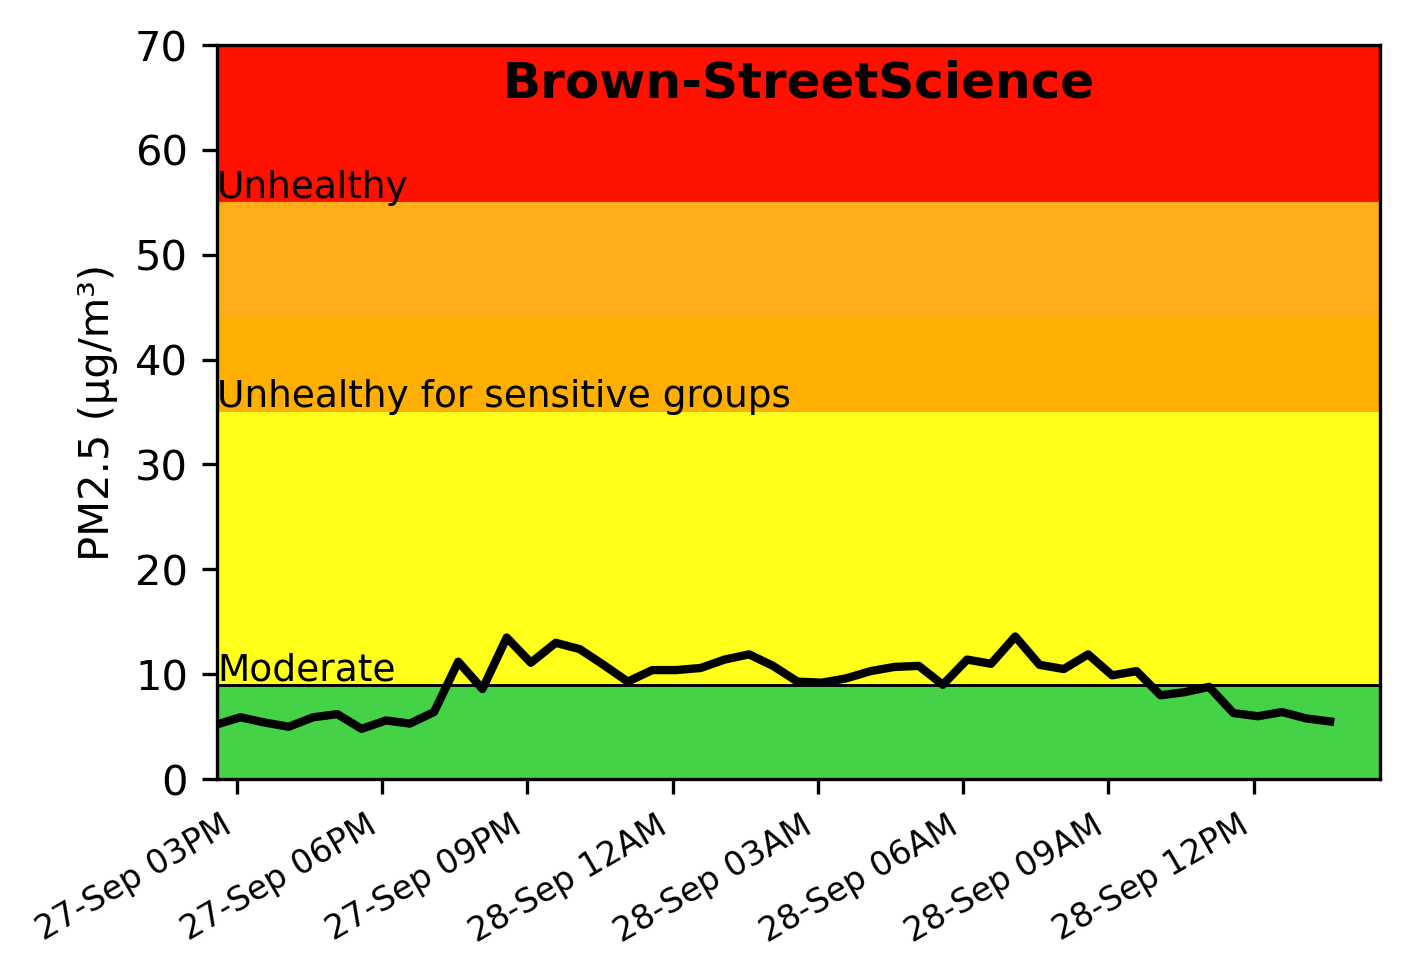 Brown-StreetScience
70
60
Unhealthy
50
40
Unhealthy for sensitive groups
30
20
Moderate
10
0
PM2.5 (µg/m³)
27-Sep 03PM
27-Sep 06PM
27-Sep 09PM
28-Sep 12AM
28-Sep 03AM
28-Sep 06AM
28-Sep 09AM
28-Sep 12PM